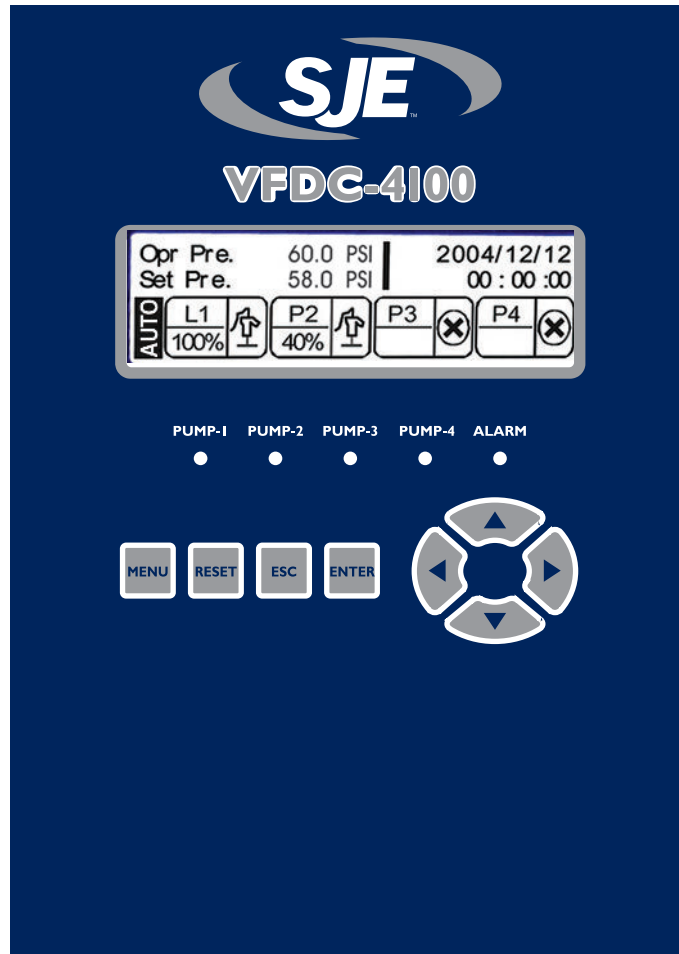 SJE™
VFDC-4100
Opr Pre. 60.0 PSI 2004/12/12
Set Pre. 58.0 PSI 00 : 00 :00
AUTO L1 100% P2 40% P3 P4
PUMP-1 PUMP-2 PUMP-3 PUMP-4 ALARM
MENU RESET ESC ENTER